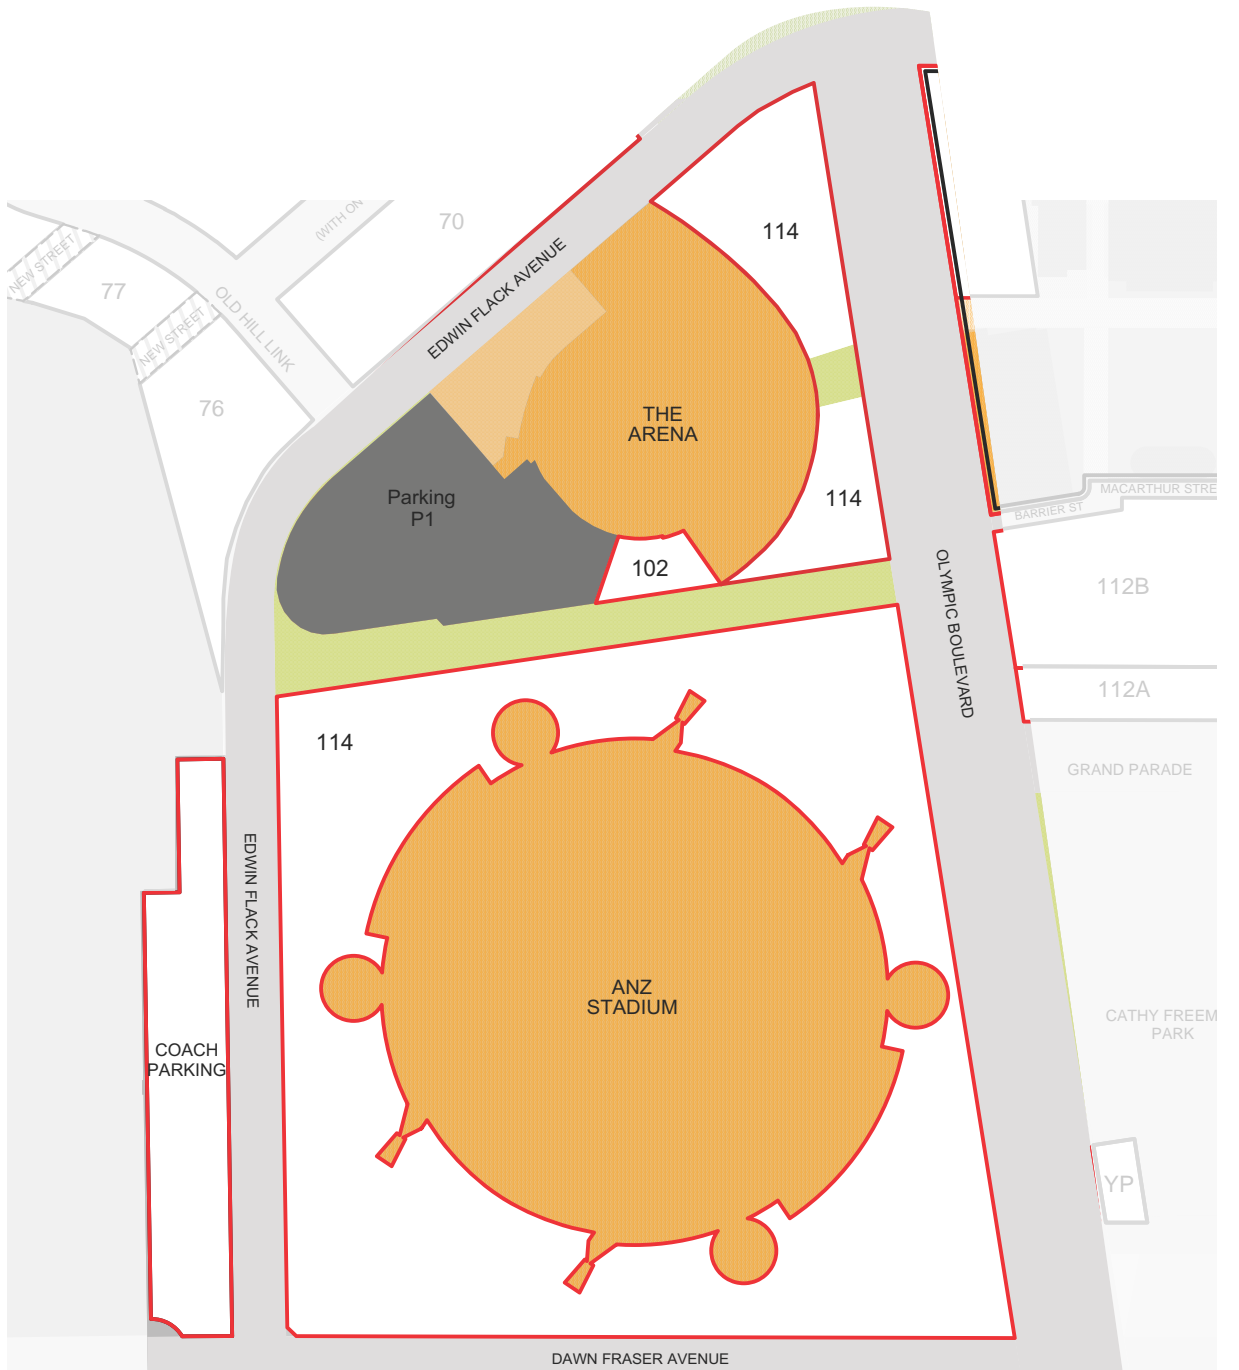 70
(WITH ON
114
NEW STREET
77
OLD HILL LINK
NEW STREET
EDWIN FLACK AVENUE
76
THE
ARENA
Parking
P1
114
MACARTHUR STRE
BARRIER ST
102
OLYMPIC BOULEVARD
112B
112A
114
GRAND PARADE
EDWIN FLACK AVENUE
ANZ
STADIUM
CATHY FREEM
PARK
COACH
PARKING
YP
DAWN FRASER AVENUE